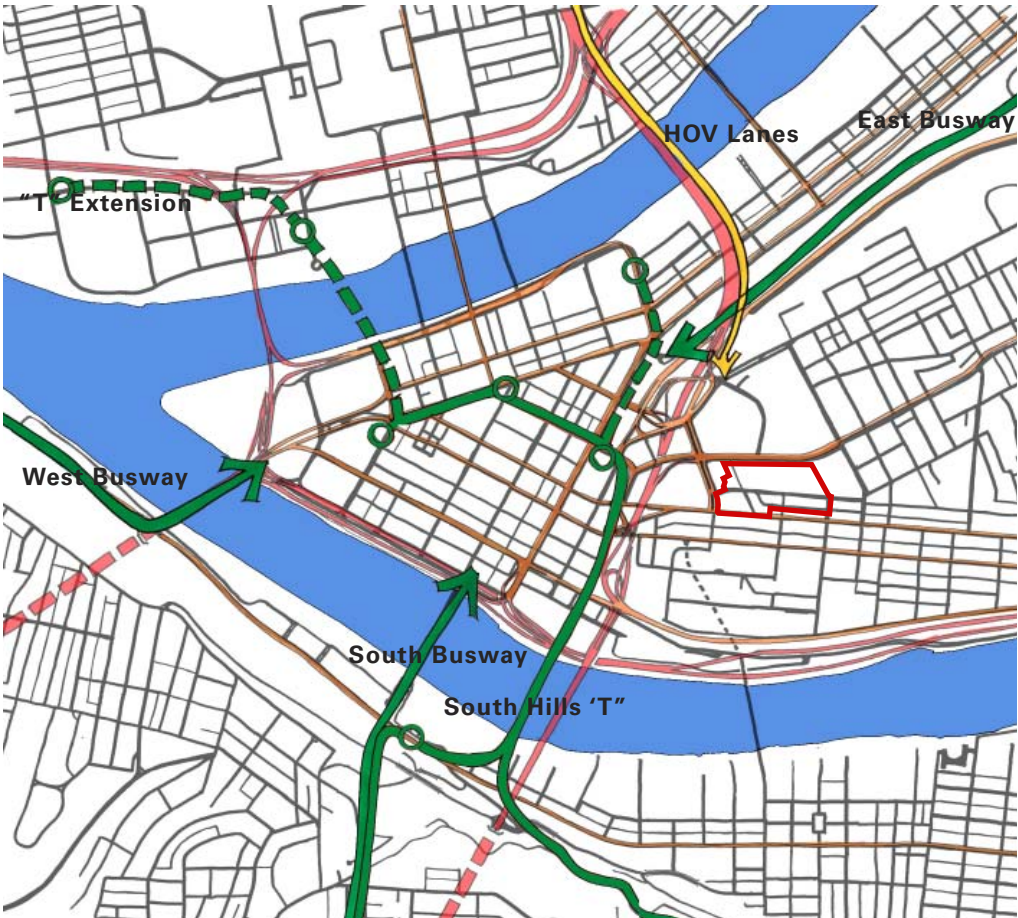 HOV Lanes
East Busway
“T” Extension
West Busway
South Busway
South Hills ‘T”